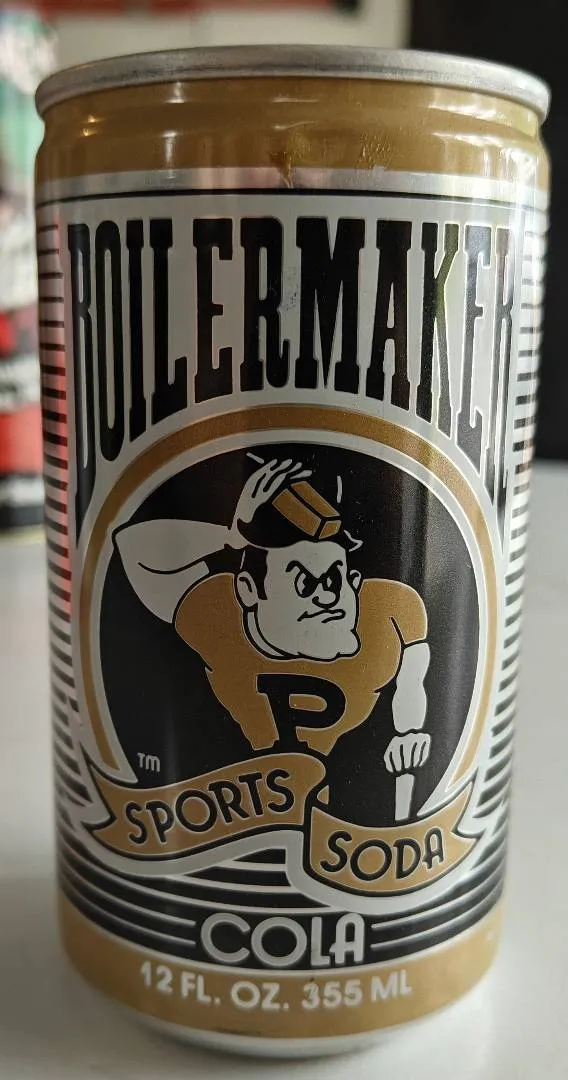 BOILERMAKER
P
TM
SPORTS
SODA
COLA
12 FL. OZ. 355 ML